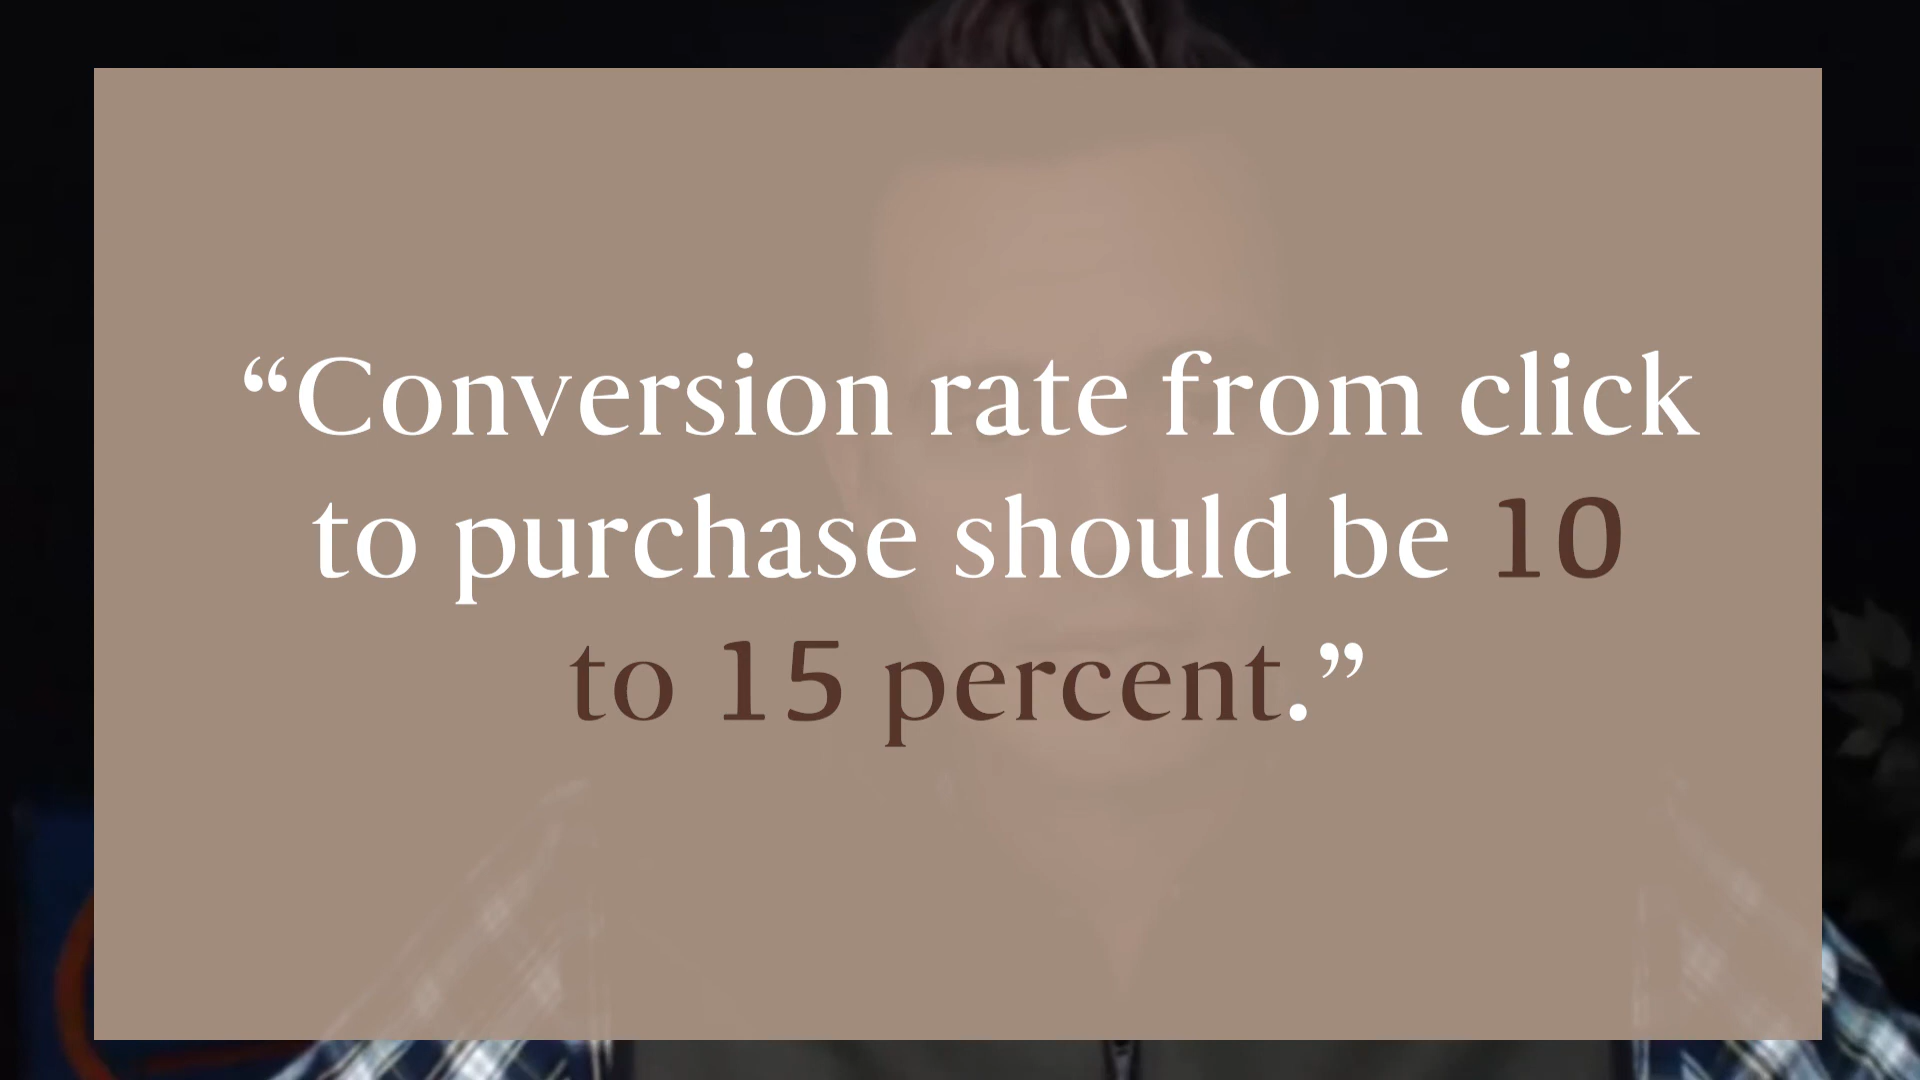 “Conversion rate from click
to purchase should be 10
to 15 percent.”